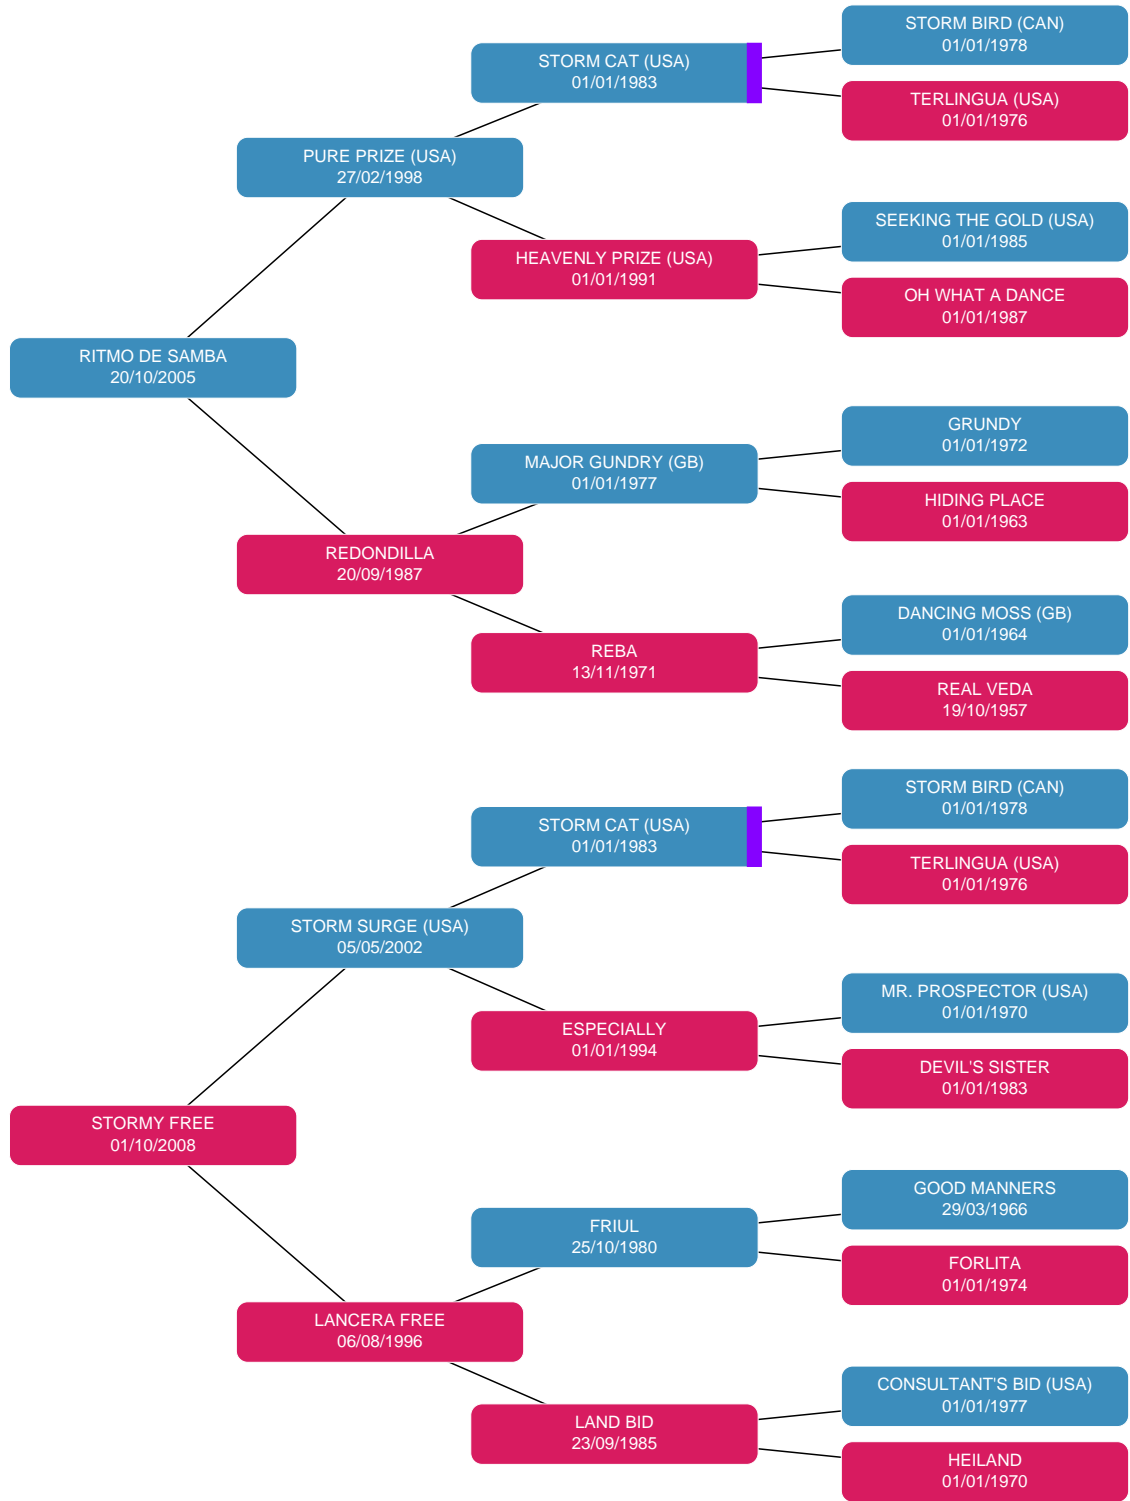 STORM BIRD (CAN)
01/01/1978
STORM CAT (USA)
01/01/1983
TERLINGUA (USA)
01/01/1976
PURE PRIZE (USA)
27/02/1998
SEEKING THE GOLD (USA)
01/01/1985
HEAVENLY PRIZE (USA)
01/01/1991
OH WHAT A DANCE
01/01/1987
RITMO DE SAMBA
20/10/2005
GRUNDY
01/01/1972
MAJOR GUNDRY (GB)
01/01/1977
HIDING PLACE
01/01/1963
REDONDILLA
20/09/1987
DANCING MOSS (GB)
01/01/1964
REBA
13/11/1971
REAL VEDA
19/10/1957
STORM BIRD (CAN)
01/01/1978
STORM CAT (USA)
01/01/1983
TERLINGUA (USA)
01/01/1976
STORM SURGE (USA)
05/05/2002
MR. PROSPECTOR (USA)
01/01/1970
ESPECIALLY
01/01/1994
DEVIL'S SISTER
01/01/1983
STORMY FREE
01/10/2008
GOOD MANNERS
29/03/1966
FRIUL
25/10/1980
FORLITA
01/01/1974
LANCERA FREE
06/08/1996
CONSULTANT'S BID (USA)
01/01/1977
LAND BID
23/09/1985
HEILAND
01/01/1970